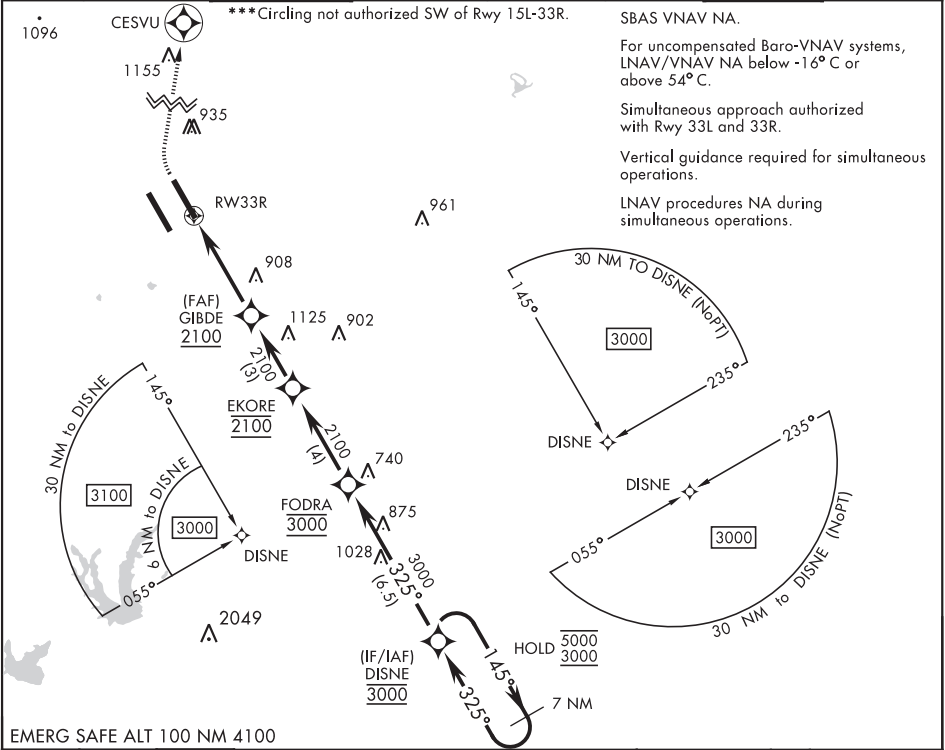 1096
CESVU
***Circling not authorized SW of Rwy 15L-33R.
1155
935
RW33R
961
SBAS VNAV NA.
For uncompensated Baro-VNAV systems,
LNAV/VNAV NA below -16° C or
above 54° C.
Simultaneous approach authorized
with Rwy 33L and 33R.
Vertical guidance required for simultaneous
operations.
LNAV procedures NA during
simultaneous operations.
908
(FAF)
GIBDE
2100
1125
902
2100
(3)
EKORE
2100
2100
(4)
740
FODRA
3000
875
1028
3000
325°
(6.5)
(IF/IAF)
DISNE
3000
145°
325°
HOLD
5000
3000
7 NM
30 NM TO DISNE (NoPT)
145°
3000
235°
DISNE
DISNE
235°
055°
3000
30 NM to DISNE (NoPT)
30 NM to DISNE
145°
3100
9 NM to DISNE
3000
055°
DISNE
2049
EMERG SAFE ALT 100 NM 4100